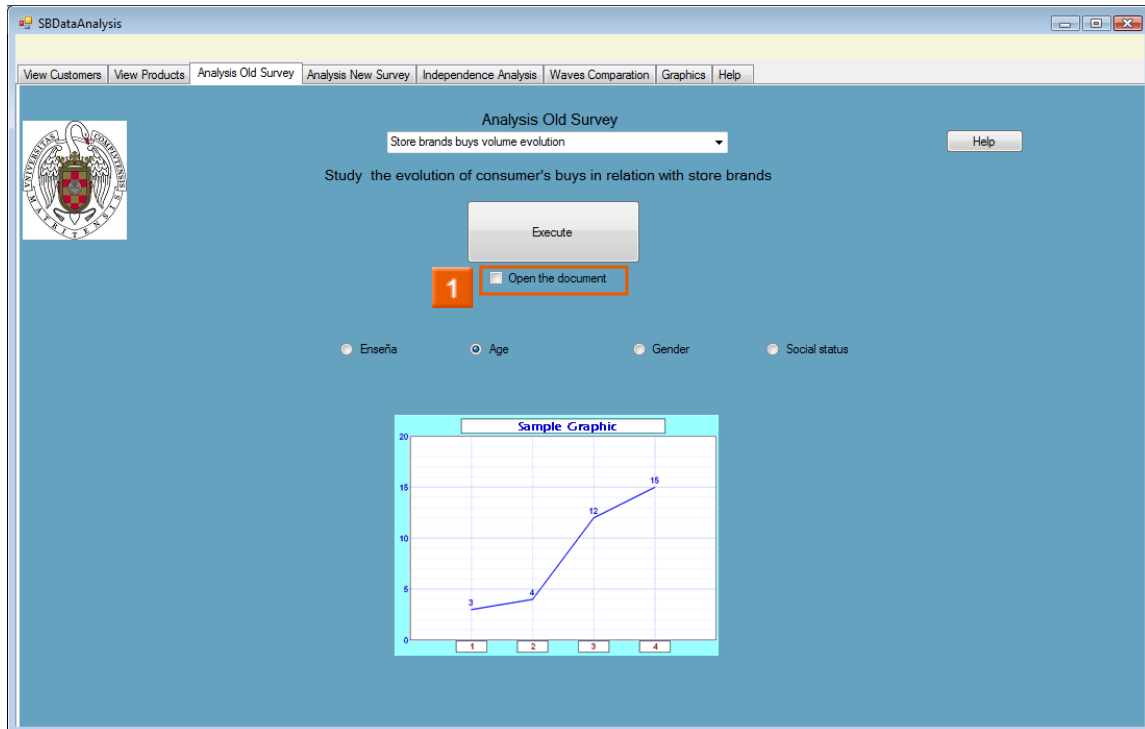 SBDataAnalysis
View Customers View Products Analysis Old Survey Analysis New Survey Independence Analysis Waves Comparation Graphics Help
Analysis Old Survey
Store brands buys volume evolution
Help
Study the evolution of consumer's buys in relation with store brands
Execute
1
Open the document
Enseña Age Gender Social status
Sample Graphic
20
15
15
12
10
5
4
3
0
1 2 3 4